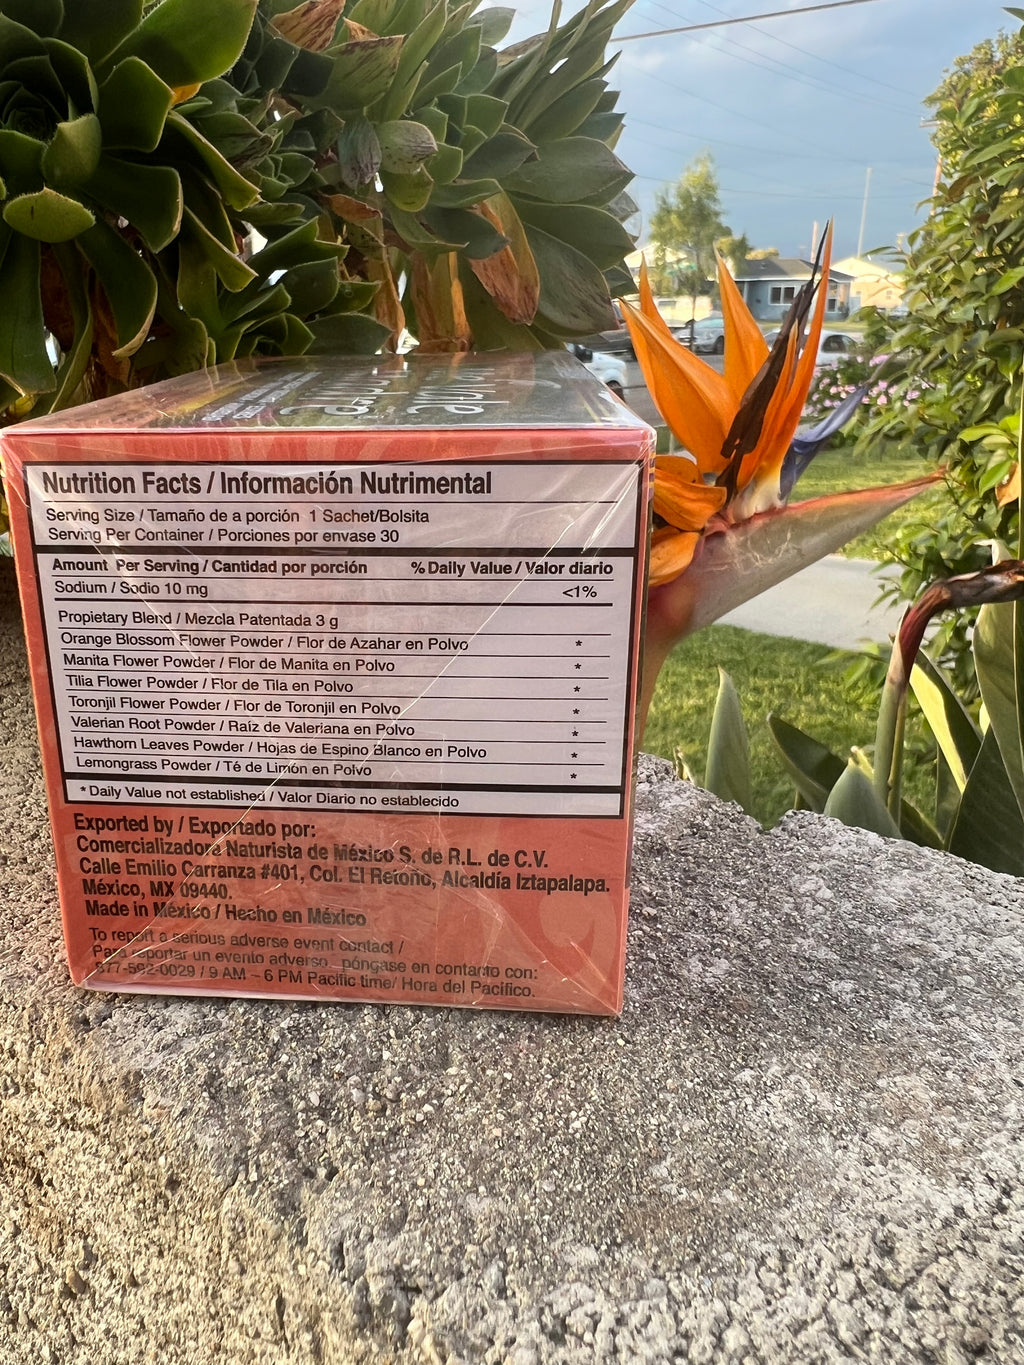 Nutrition Facts / Información Nutrimental
Serving Size / Tamaño de a porción 1 Sachet/Bolsita
Serving Per Container / Porciones por envase 30
Amount Per Serving / Cantidad por porción % Daily Value / Valor diario
Sodium / Sodio 10 mg <1%
Propietary Blend / Mezcla Patentada 3 g
Orange Blossom Flower Powder / Flor de Azahar en Polvo *
Manita Flower Powder / Flor de Manita en Polvo *
Tilia Flower Powder / Flor de Tila en Polvo *
Toronjil Flower Powder / Flor de Toronjil en Polvo *
Valerian Root Powder / Raíz de Valeriana en Polvo *
Hawthorn Leaves Powder / Hojas de Espino Blanco en Polvo *
Lemongrass Powder / Té de Limón en Polvo *
* Daily Value not established / Valor Diario no establecido
Exported by / Exportado por:
Comercializadora Naturista de México S. de R.L. de C.V.
Calle Emilio Carranza #401, Col. El Retoño, Alcaldía Iztapalapa.
México, MX 09440.
Made in México / Hecho en México
To report a serious adverse event contact /
Para reportar un evento adverso póngase en contacto con:
877-592-0029 / 9 AM – 6 PM Pacific time/ Hora del Pacífico.